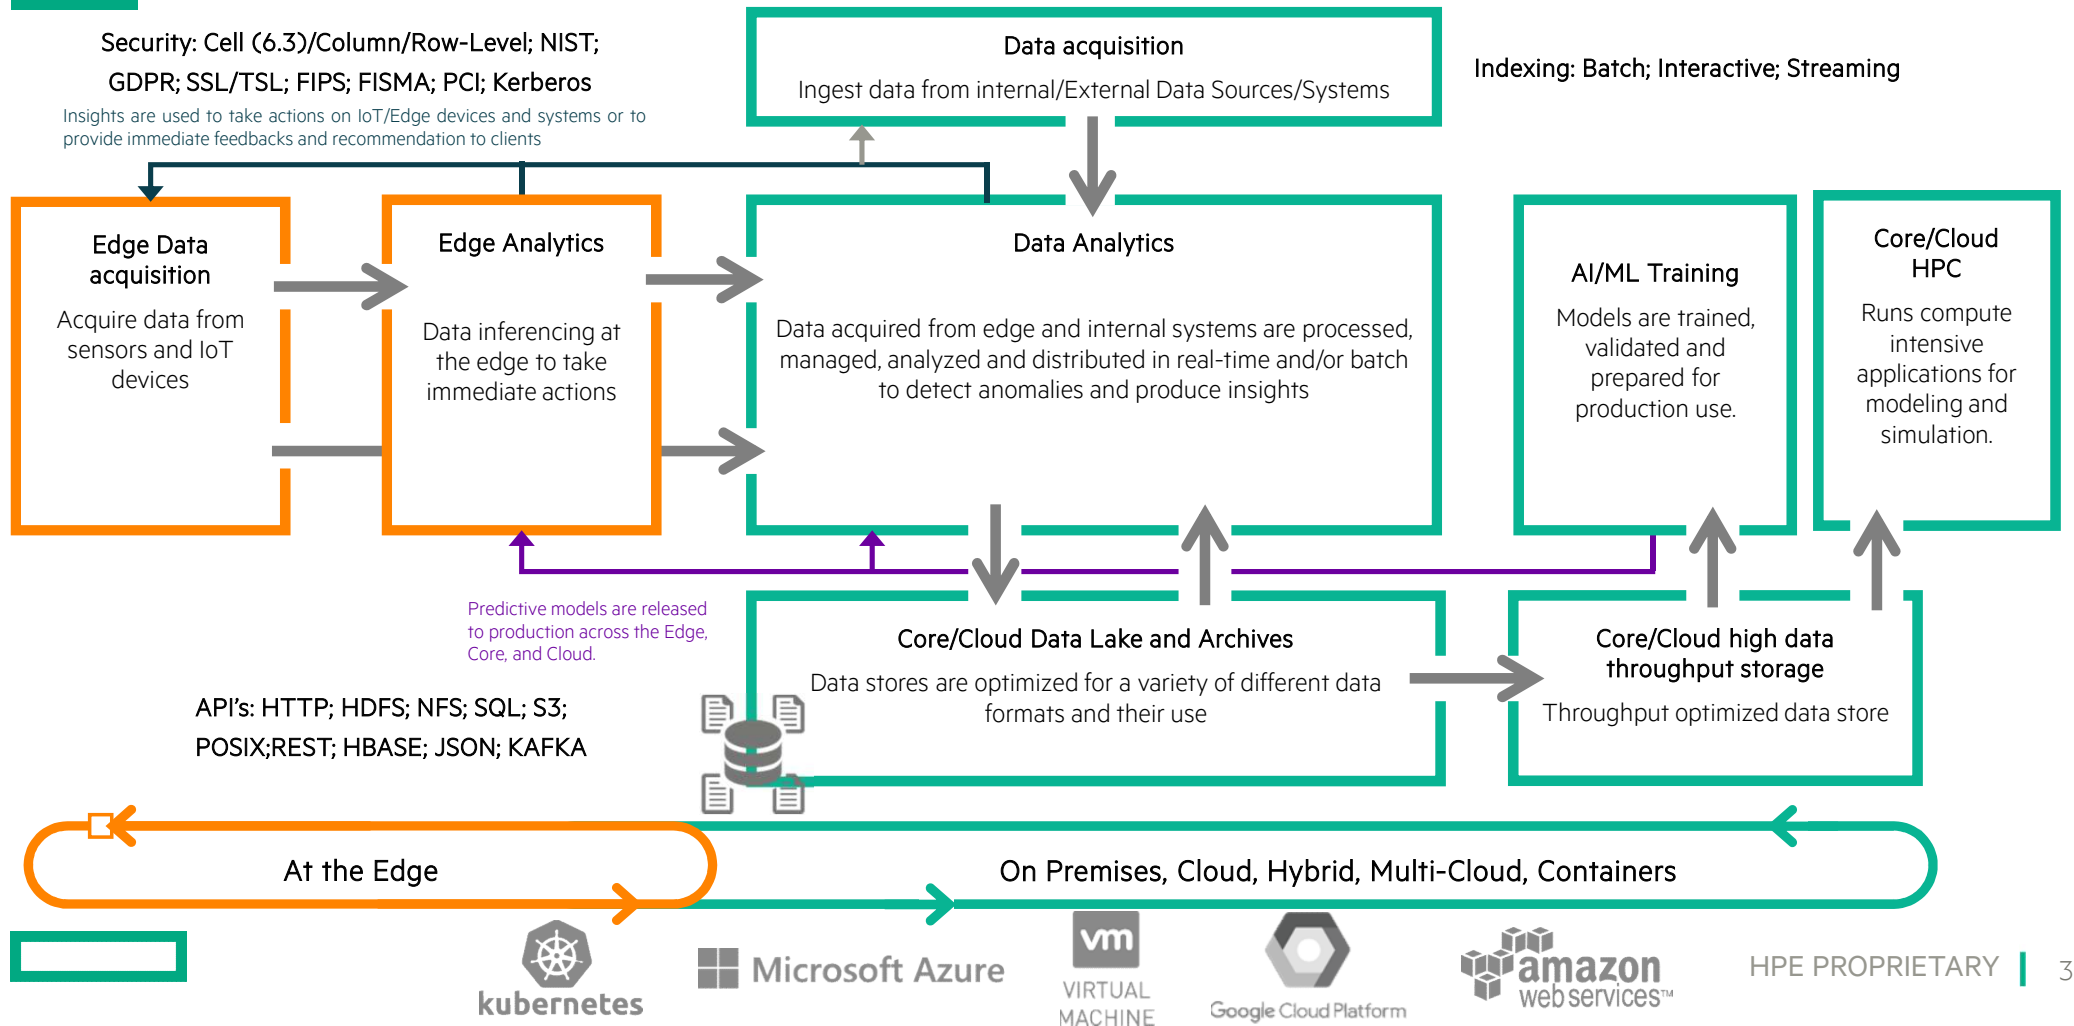 Security: Cell (6.3)/Column/Row-Level; NIST;
GDPR; SSL/TSL; FIPS; FISMA; PCI; Kerberos
Insights are used to take actions on IoT/Edge devices and systems or to
provide immediate feedbacks and recommendation to clients
Data acquisition
Ingest data from internal/External Data Sources/Systems
Indexing: Batch; Interactive; Streaming
Edge Data
acquisition
Acquire data from
sensors and IoT
devices
Edge Analytics
Data inferencing at
the edge to take
immediate actions
Data Analytics
Data acquired from edge and internal systems are processed,
managed, analyzed and distributed in real-time and/or batch
to detect anomalies and produce insights
AI/ML Training
Models are trained,
validated and
prepared for
production use.
Core/Cloud
HPC
Runs compute
intensive
applications for
modeling and
simulation.
Predictive models are released
to production across the Edge,
Core, and Cloud.
Core/Cloud Data Lake and Archives
Data stores are optimized for a variety of different data
formats and their use
Core/Cloud high data
throughput storage
Throughput optimized data store
API's: HTTP; HDFS; NFS; SQL; S3;
POSIX;REST; HBASE; JSON; KAFKA
At the Edge
On Premises, Cloud, Hybrid, Multi-Cloud, Containers
kubernetes
Microsoft Azure
vm
VIRTUAL
MACHINE
Google Cloud Platform
amazon
web services™
HPE PROPRIETARY
3